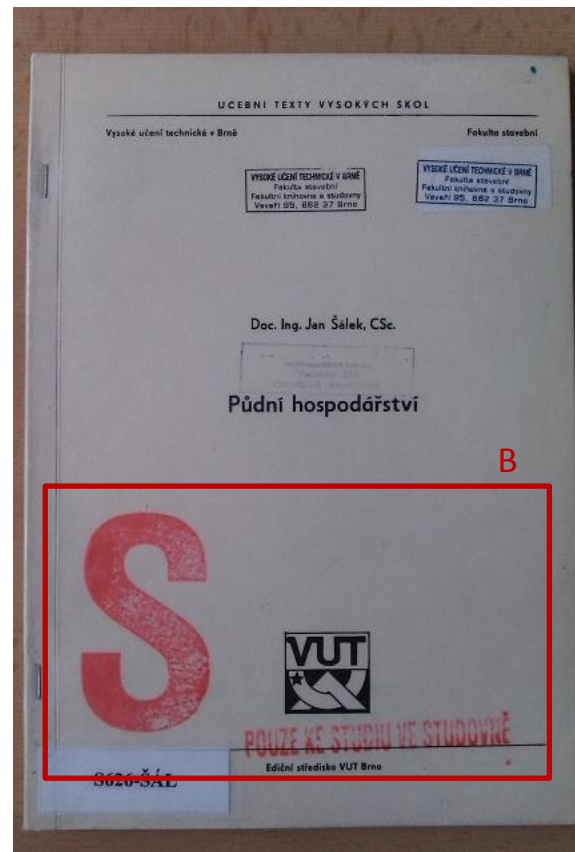 UČEBNÍ TEXTY VYSOKÝCH ŠKOL
Vysoké učení technické v Brně
Fakulta stavební
VYSOKÉ UČENÍ TECHNICKÉ V BRNĚ
Fakulta stavební
Fakultní knihovna a studovny
Veveří 95, 662 37 Brno
VYSOKÉ UČENÍ TECHNICKÉ V BRNĚ
Fakulta stavební
Fakultní knihovna a studovny
Veveří 95, 662 37 Brno
Doc. Ing. Jan Šálek, CSc.
Půdní hospodářství
B
S
VUT
POUZE KE STUDIU VE STUDOVNĚ
Ediční středisko VUT Brno
S626-ŠÁL